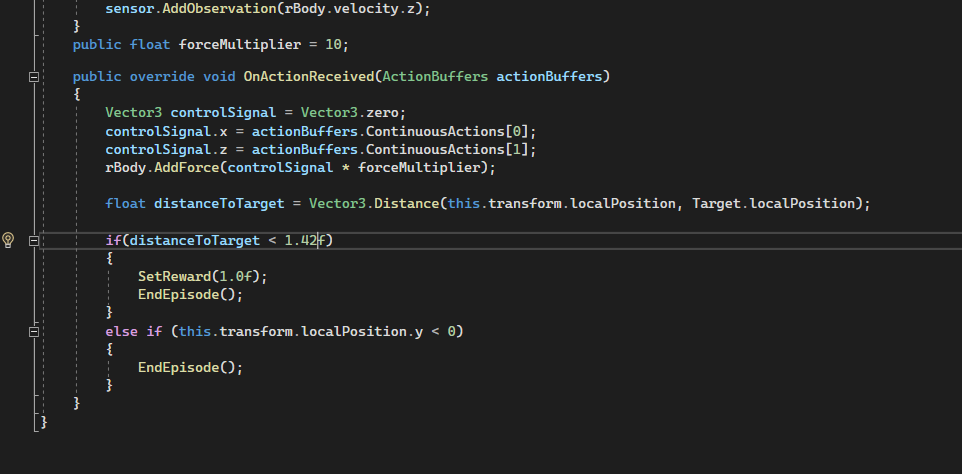 sensor.AddObservation(rBody.velocity.z);
}
public float forceMultiplier = 10;
public override void OnActionReceived(ActionBuffers actionBuffers)
{
Vector3 controlSignal = Vector3.zero;
controlSignal.x = actionBuffers.ContinuousActions[0];
controlSignal.z = actionBuffers.ContinuousActions[1];
rBody.AddForce(controlSignal * forceMultiplier);
float distanceToTarget = Vector3.Distance(this.transform.localPosition, Target.localPosition);
if(distanceToTarget < 1.42f)
{
SetReward(1.0f);
EndEpisode();
}
else if (this.transform.localPosition.y < 0)
{
EndEpisode();
}
}
}